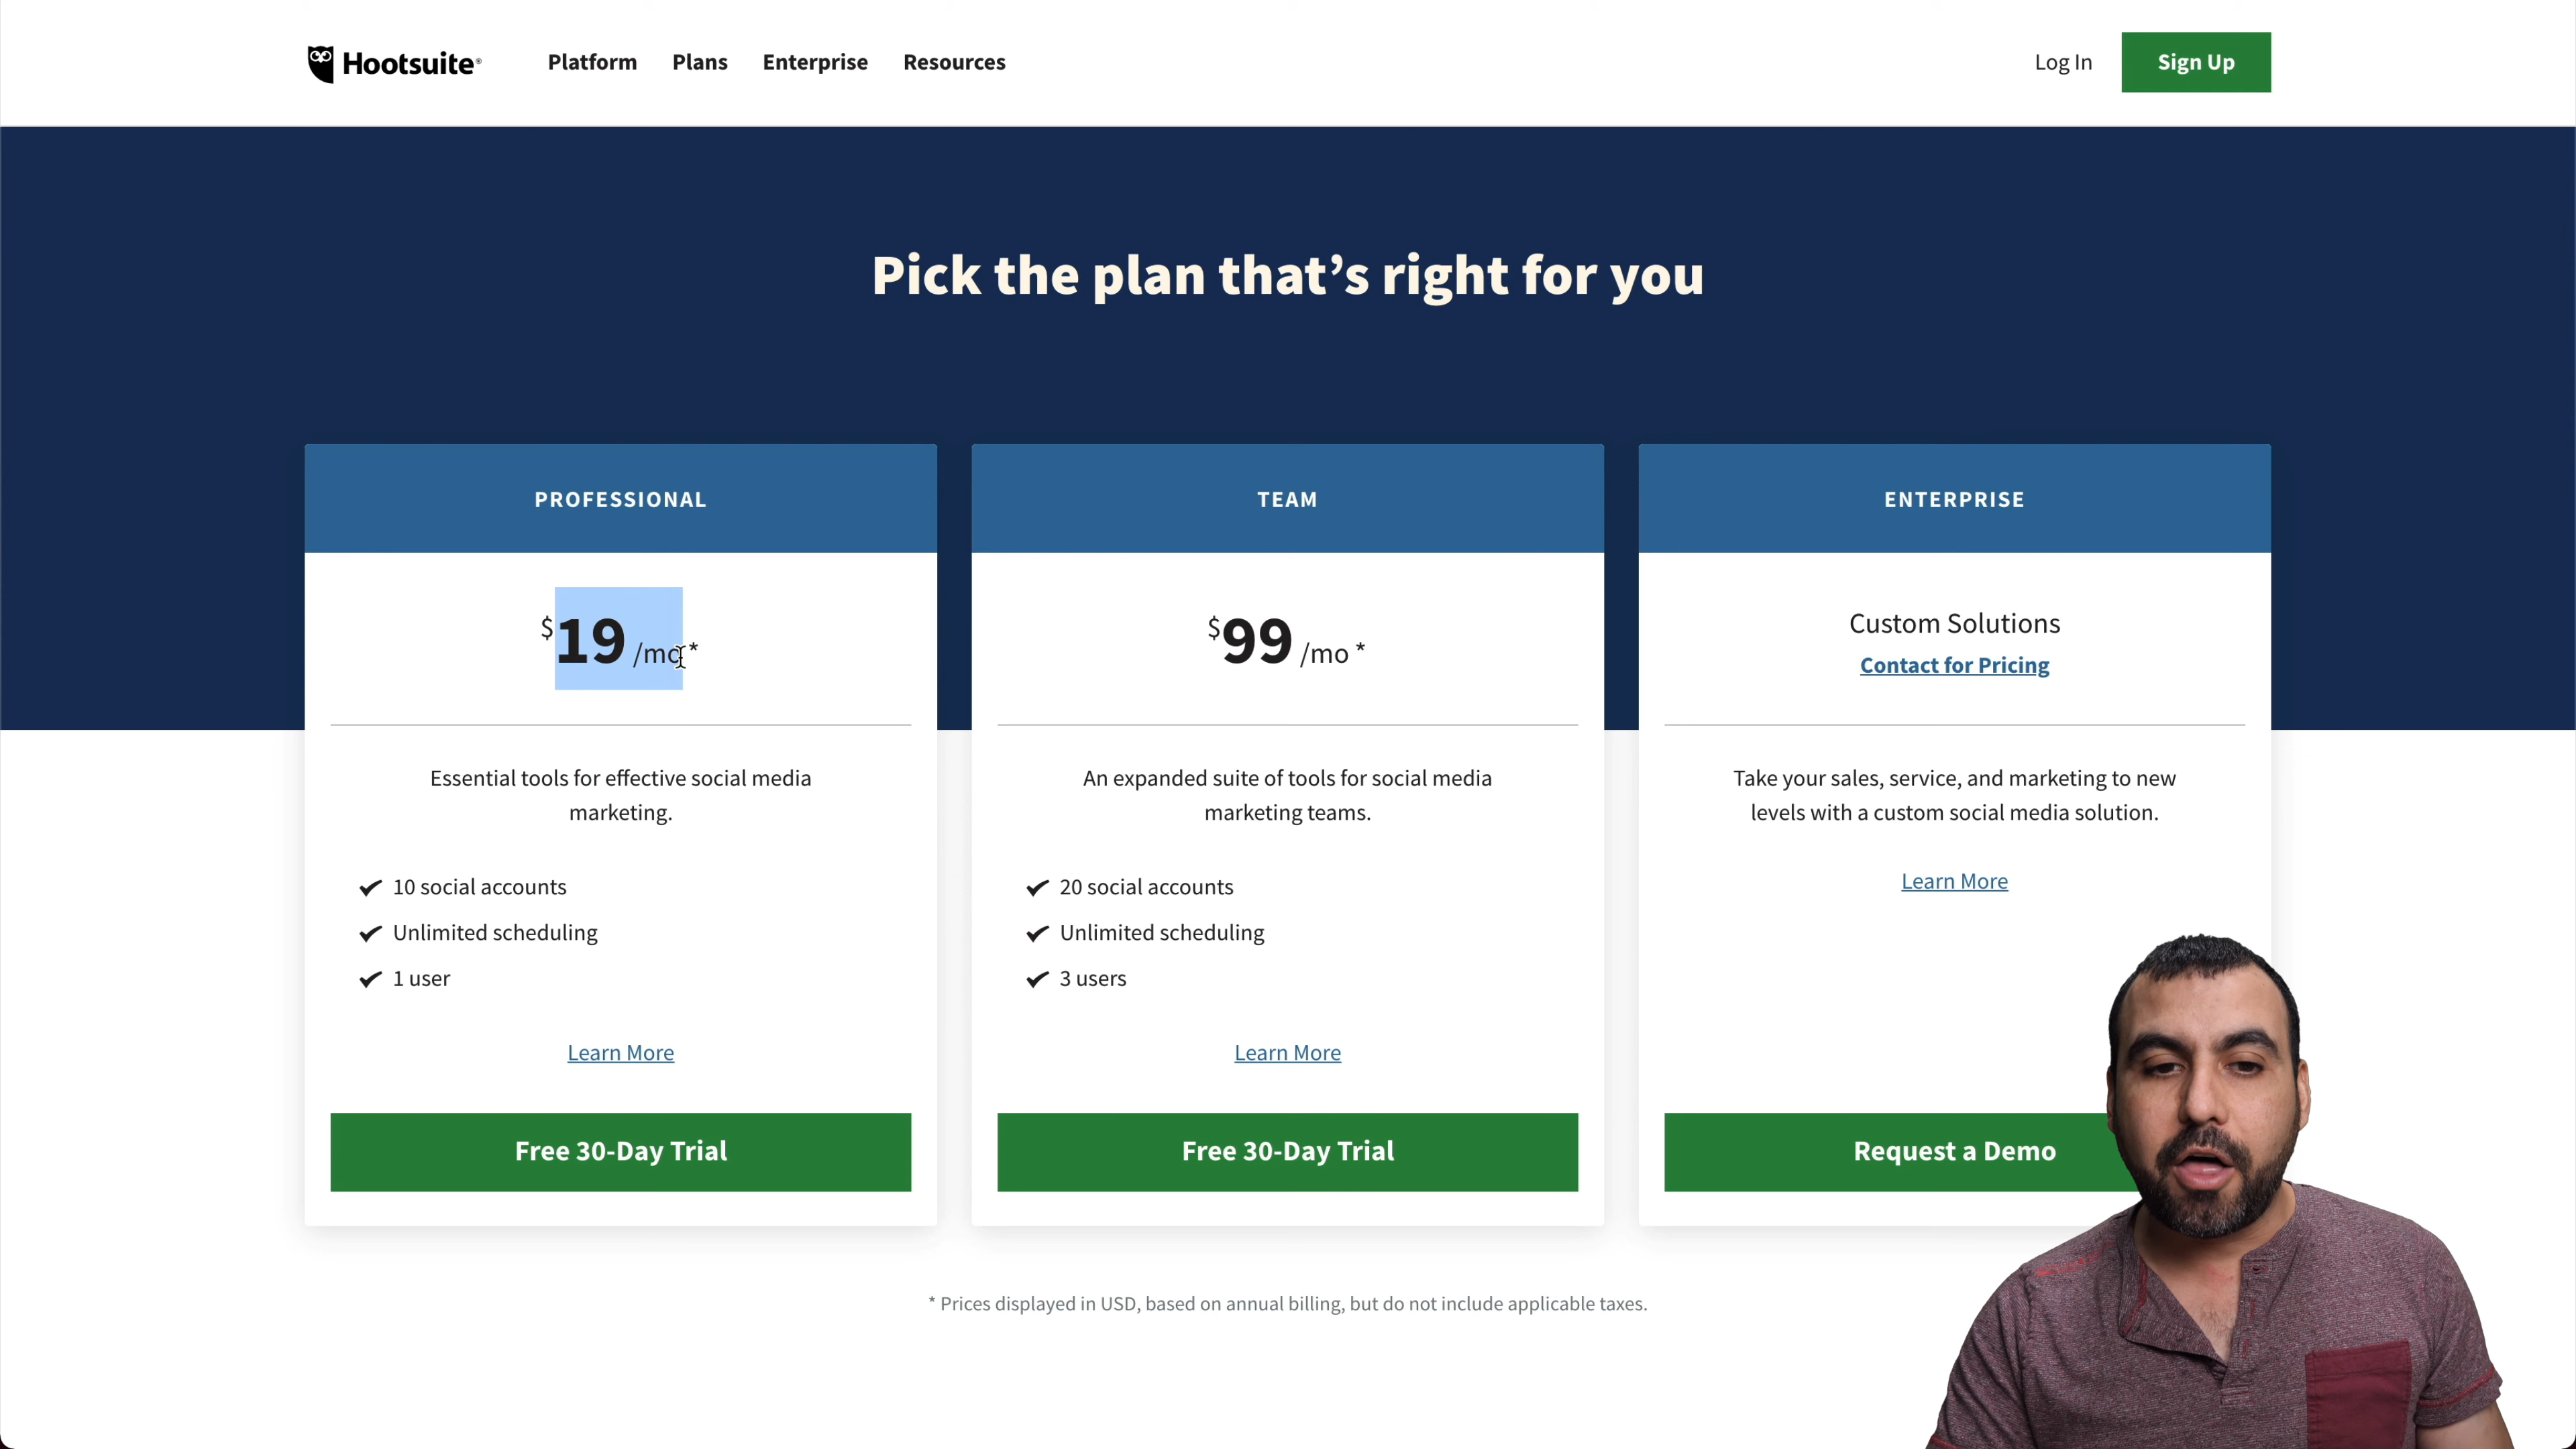 Hootsuite®
Platform
Plans
Enterprise
Resources
Log In
Sign Up
Pick the plan that’s right for you
PROFESSIONAL
$19 /mo *
Essential tools for effective social media
marketing.
10 social accounts
Unlimited scheduling
1 user
Learn More
Free 30-Day Trial
TEAM
$99 /mo *
An expanded suite of tools for social media
marketing teams.
20 social accounts
Unlimited scheduling
3 users
Learn More
Free 30-Day Trial
ENTERPRISE
Custom Solutions
Contact for Pricing
Take your sales, service, and marketing to new
levels with a custom social media solution.
Learn More
Request a Demo
* Prices displayed in USD, based on annual billing, but do not include applicable taxes.